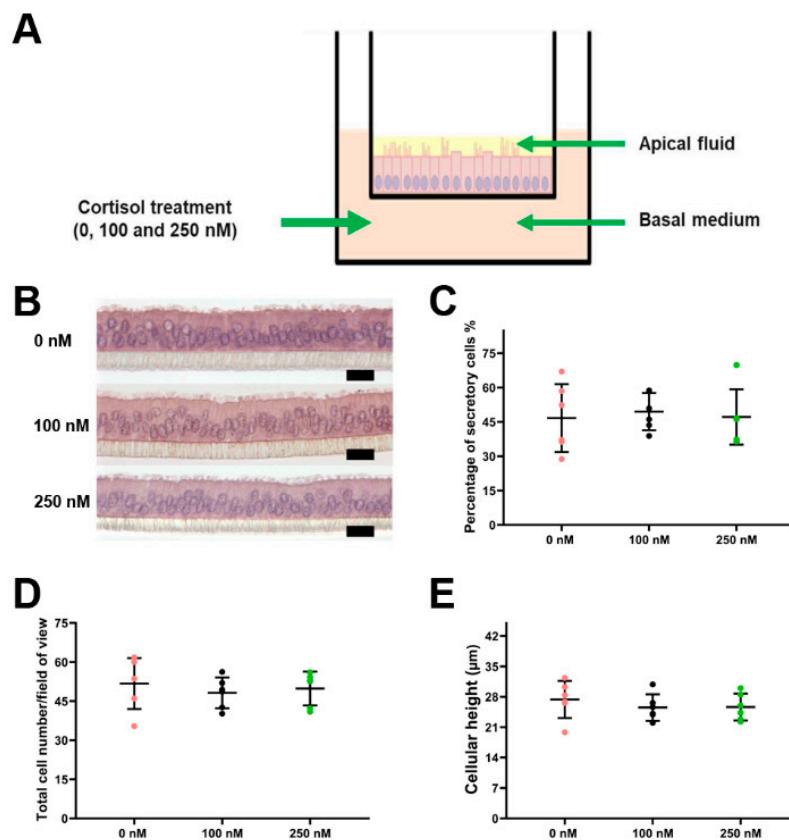 A
Apical fluid
Cortisol treatment
(0, 100 and 250 nM)
Basal medium
B
0 nM
100 nM
250 nM
C
Percentage of secretory cells %
75
60
45
30
15
0
0 nM
100 nM
250 nM
D
Total cell number/field of view
75
60
45
30
15
0
0 nM
100 nM
250 nM
E
Cellular height (µm)
42
35
28
21
14
7
0
0 nM
100 nM
250 nM